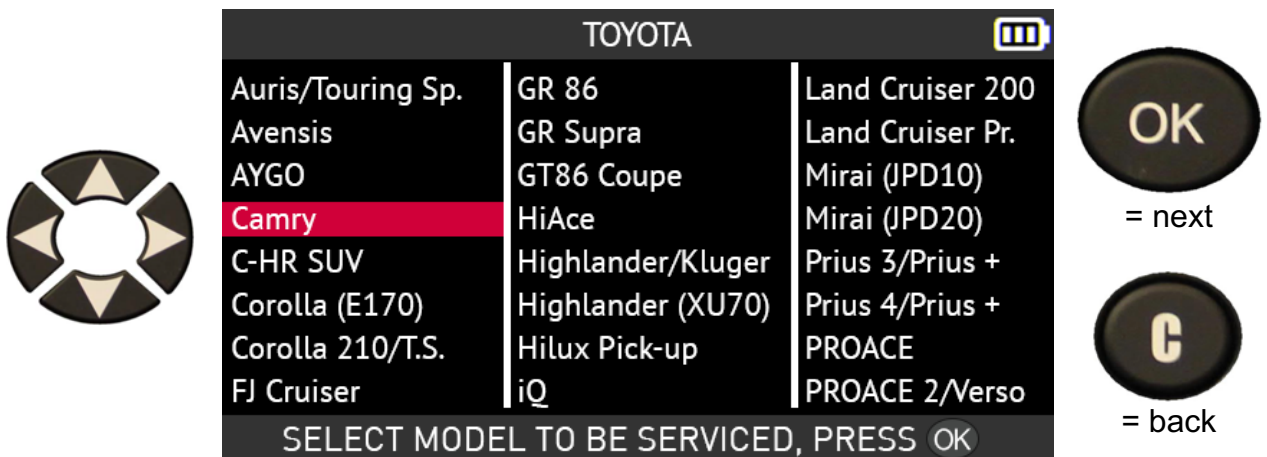 TOYOTA
Auris/Touring Sp.
Avensis
AYGO
Camry
C-HR SUV
Corolla (E170)
Corolla 210/T.S.
FJ Cruiser
GR 86
GR Supra
GT86 Coupe
HiAce
Highlander/Kluger
Highlander (XU70)
Hilux Pick-up
iQ
Land Cruiser 200
Land Cruiser Pr.
Mirai (JPD10)
Mirai (JPD20)
Prius 3/Prius +
Prius 4/Prius +
PROACE
PROACE 2/Verso
SELECT MODEL TO BE SERVICED, PRESS OK
OK
= next
C
= back